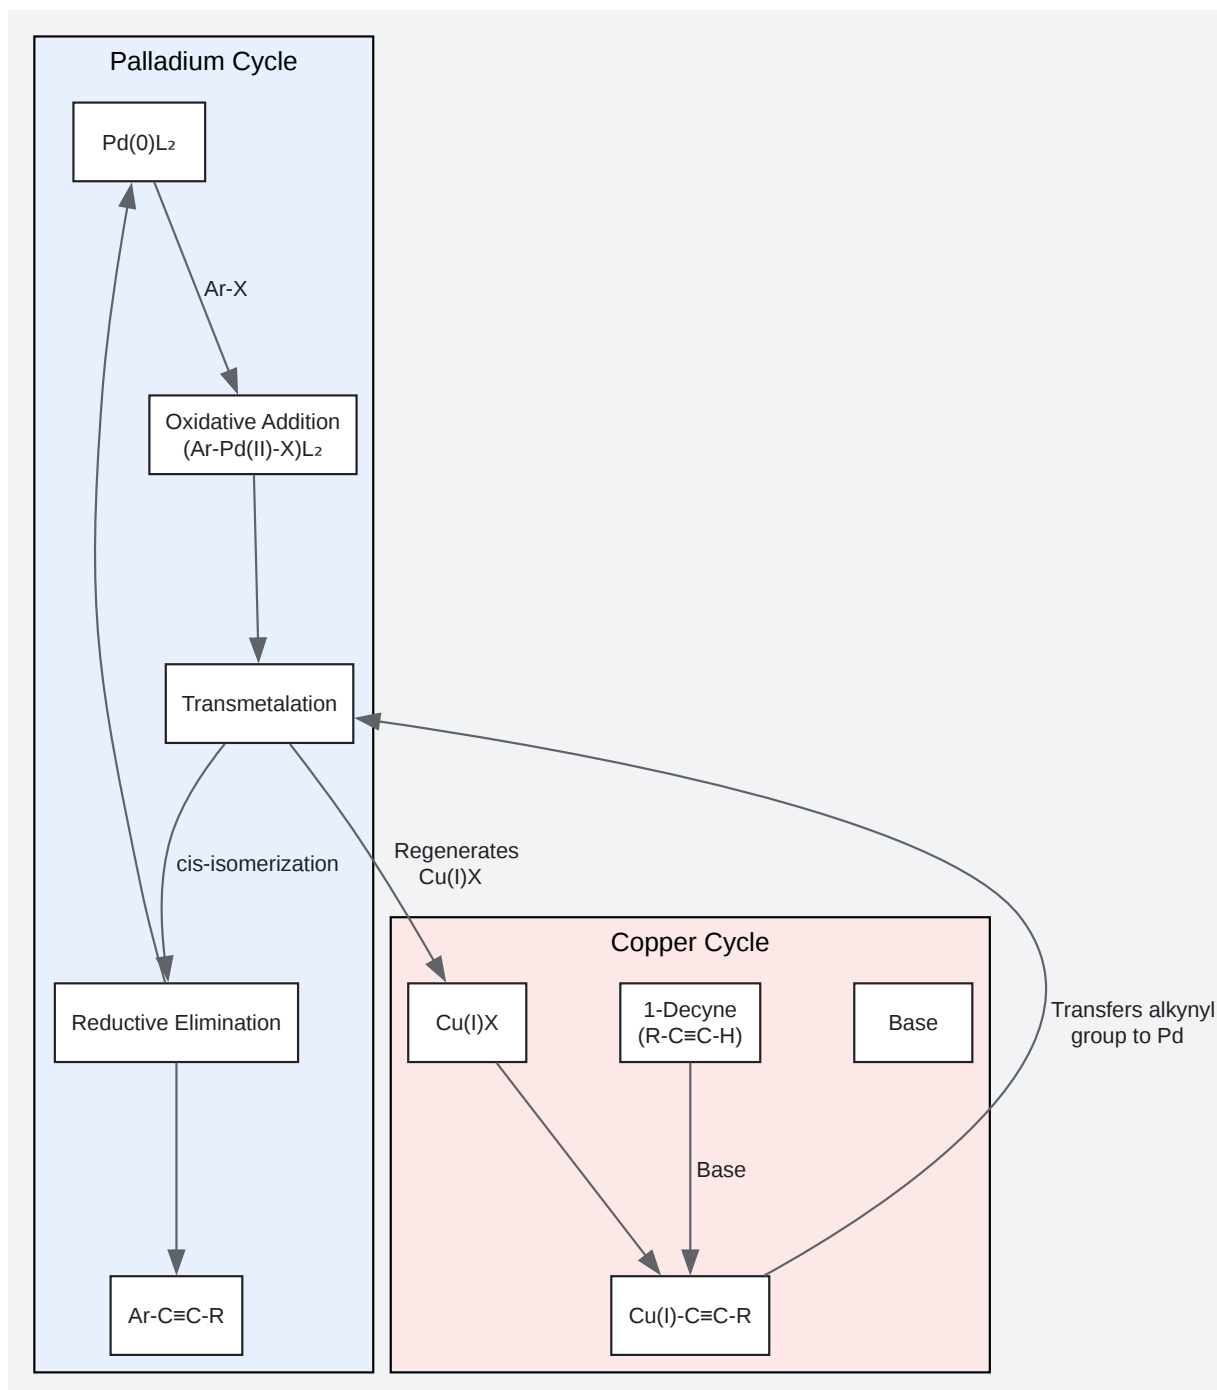 Palladium Cycle
Pd(0)L₂
Ar-X
Oxidative Addition
(Ar-Pd(II)-X)L₂
Transmetalation
cis-isomerization
Regenerates
Cu(I)X
Reductive Elimination
Ar-C≡C-R
Copper Cycle
Cu(I)X
1-Decyne
(R-C≡C-H)
Base
Base
Cu(I)-C≡C-R
Transfers alkynyl
group to Pd